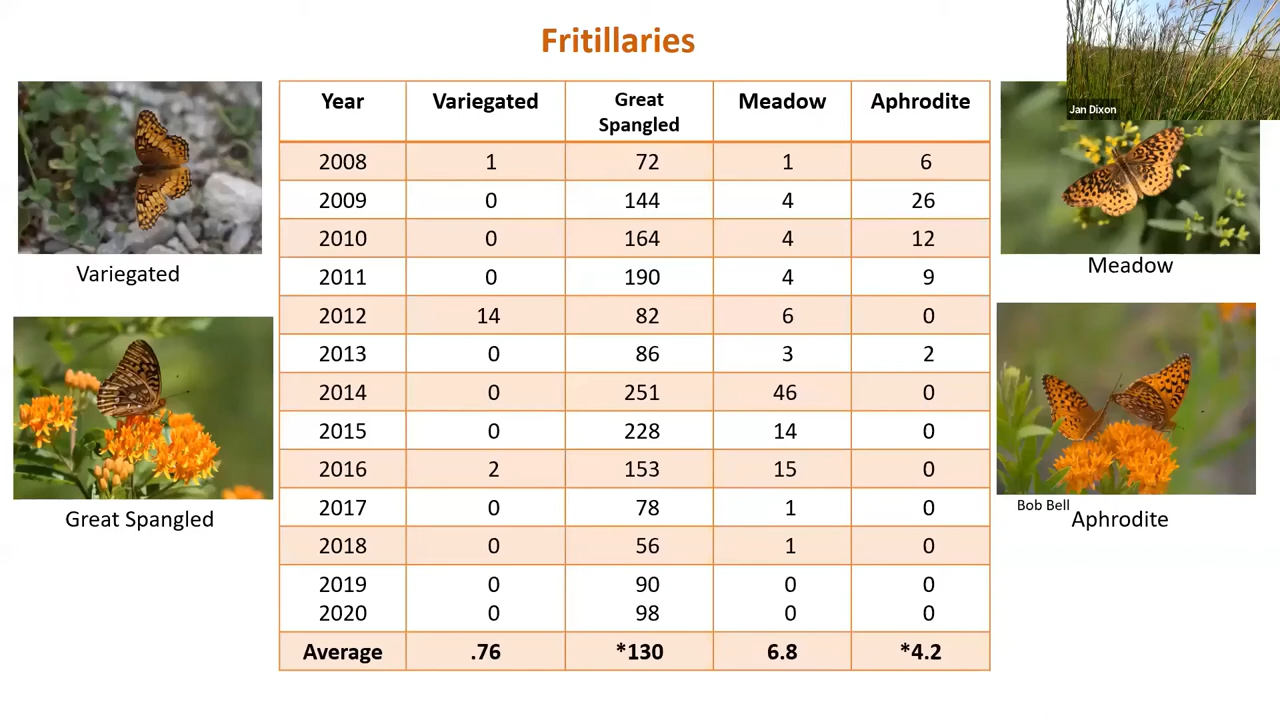 Fritillaries
Jan Dixon
Year Variegated Great Spangled Meadow Aphrodite
2008 1 72 1 6
2009 0 144 4 26
2010 0 164 4 12
2011 0 190 4 9
2012 14 82 6 0
2013 0 86 3 2
2014 0 251 46 0
2015 0 228 14 0
2016 2 153 15 0
2017 0 78 1 0
2018 0 56 1 0
2019 0 90 0 0
2020 0 98 0 0
Average .76 *130 6.8 *4.2
Variegated
Great Spangled
Meadow
Bob Bell
Aphrodite